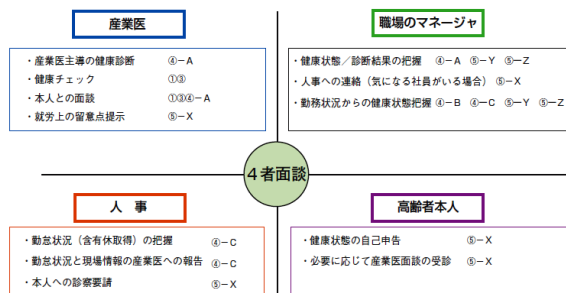 産業医
・産業医主導の健康診断 ④－A
・健康チェック ①③
・本人との面談 ①③④－A
・就労上の留意点提示 ⑤－X
職場のマネージャ
・健康状態／診断結果の把握 ④－A ⑤－Y ⑤－Z
・人事への連絡（気になる社員がいる場合） ⑤－X
・勤務状況からの健康状態把握 ④－B ④－C ⑤－Y ⑤－Z
４者面談
人　事
・勤怠状況（含有休取得）の把握 ④－C
・勤怠状況と現場情報の産業医への報告 ④－C
・本人への診察要請 ⑤－X
高齢者本人
・健康状態の自己申告 ⑤－X
・必要に応じて産業医面談の受診 ⑤－X